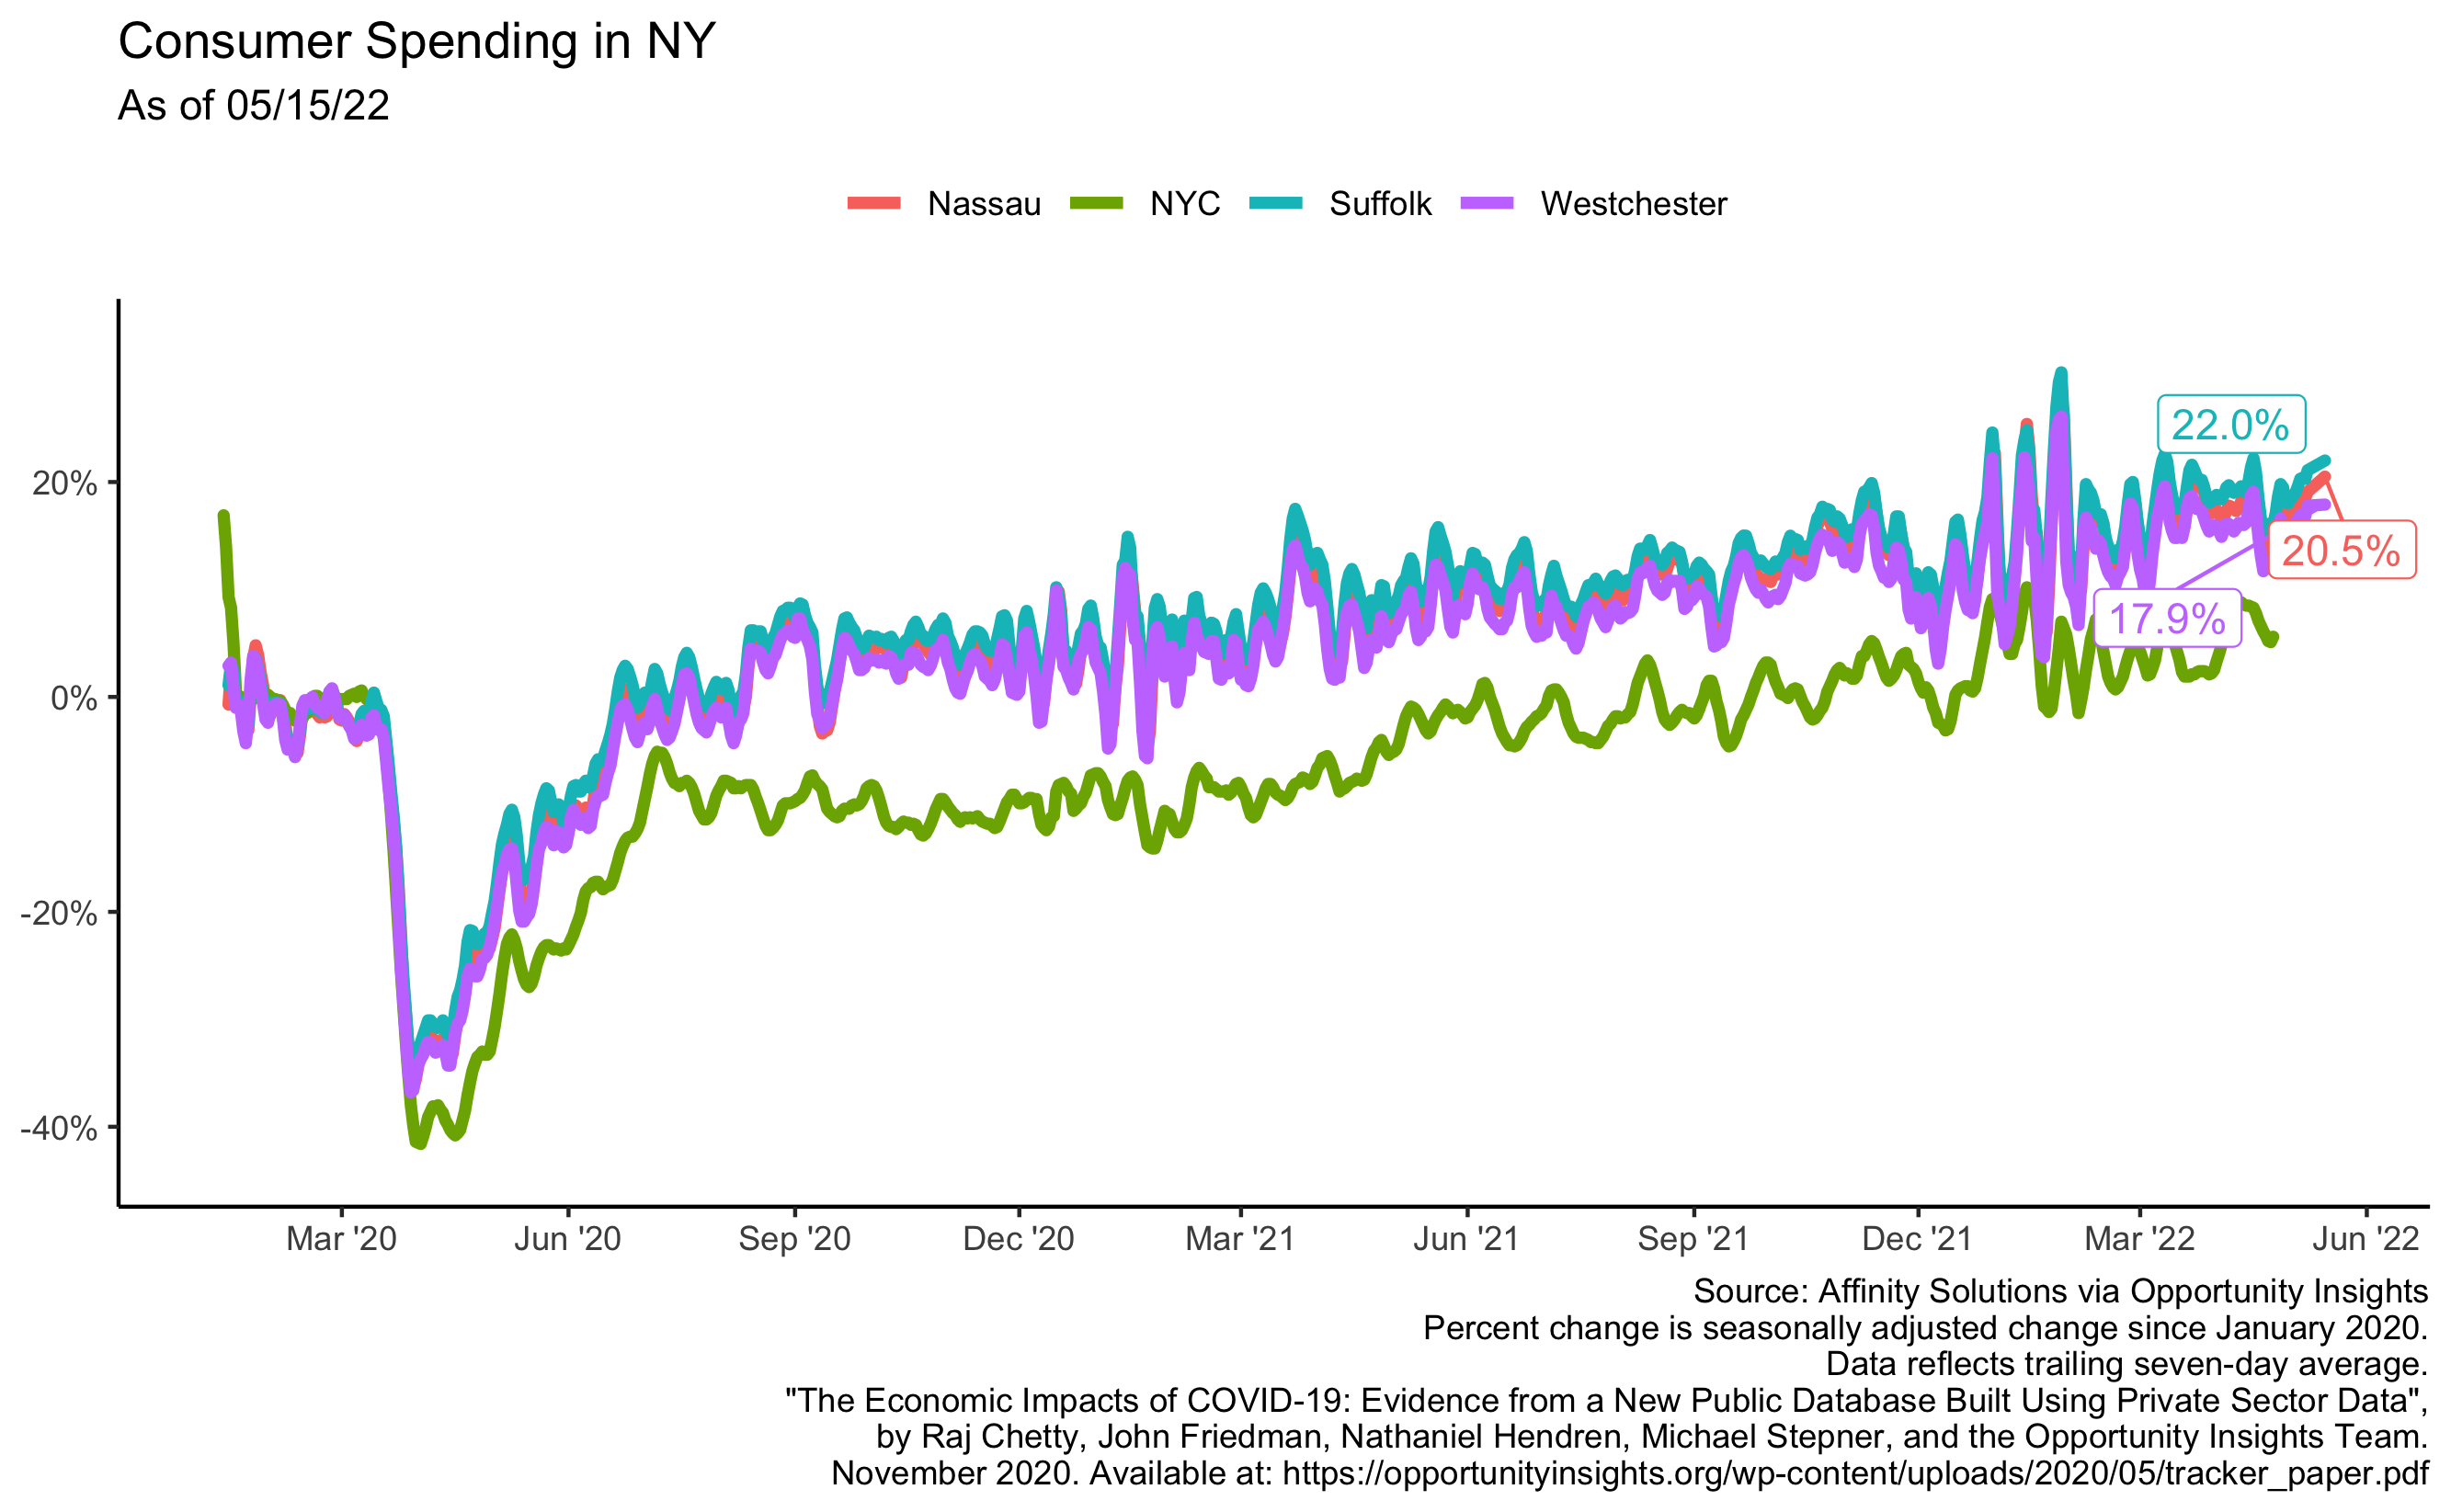 Consumer Spending in NY
As of 05/15/22
Nassau NYC Suffolk Westchester
22.0%
20.5%
17.9%
20%
0%
-20%
-40%
Mar '20 Jun '20 Sep '20 Dec '20 Mar '21 Jun '21 Sep '21 Dec '21 Mar '22 Jun '22
Source: Affinity Solutions via Opportunity Insights
Percent change is seasonally adjusted change since January 2020.
Data reflects trailing seven-day average.
"The Economic Impacts of COVID-19: Evidence from a New Public Database Built Using Private Sector Data",
by Raj Chetty, John Friedman, Nathaniel Hendren, Michael Stepner, and the Opportunity Insights Team.
November 2020. Available at: https://opportunityinsights.org/wp-content/uploads/2020/05/tracker_paper.pdf